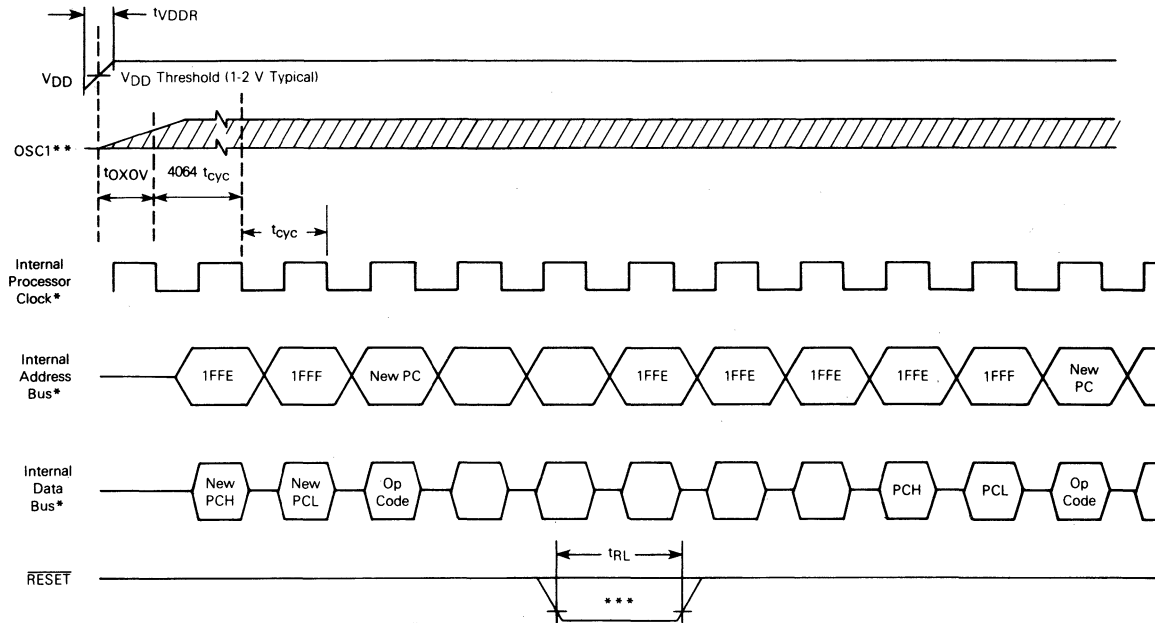 tVDDR
VDD
VDD Threshold (1-2 V Typical)
OSC1**
tOXOV
4064 tcyc
tcyc
Internal
Processor
Clock*
Internal
Address
Bus*
1FFE
1FFF
New PC
1FFE
1FFE
1FFE
1FFE
1FFF
New
PC
Internal
Data
Bus*
New
PCH
New
PCL
Op
Code
PCH
PCL
Op
Code
tRL
RESET
***